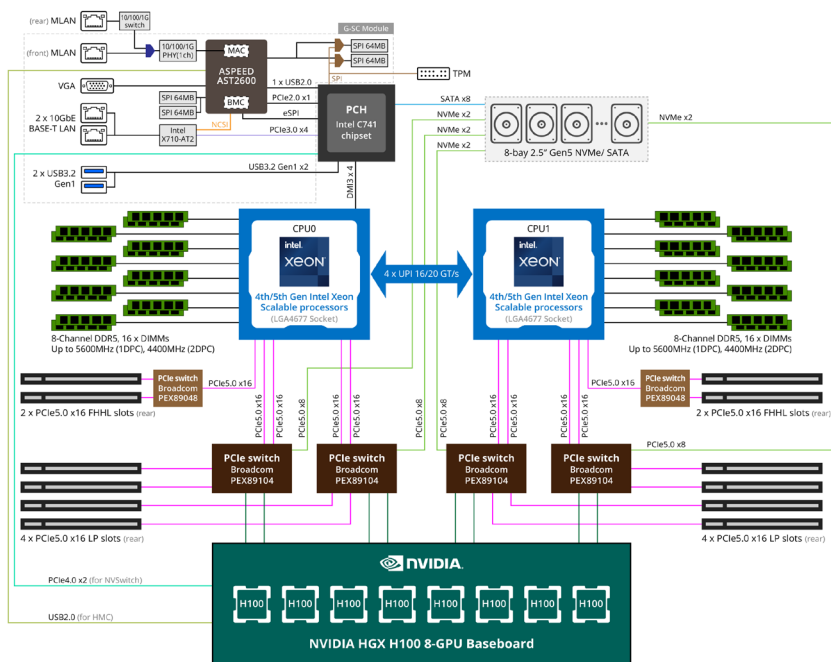 (rear) MLAN
10/100/1G
switch
G-SC Module
(front) MLAN
10/100/1G
PHY[1ch]
MAC
ASPEED
AST2600
BMC
SPI 64MB
SPI 64MB
SPI
TPM
VGA
SPI 64MB
SPI 64MB
1 x USB2.0
PCIe2.0 x1
eSPI
PCIe3.0 x4
NCSI
2 x 10GbE
BASE-T LAN
Intel
X710-AT2
PCH
Intel C741
chipset
SATA x8
NVMe x2
NVMe x2
NVMe x2
NVMe x2
8-bay 2.5" Gen5 NVMe/ SATA
2 x USB3.2
Gen1
USB3.2 Gen1 x2
DMI3 x 4
CPU0
intel.
XEON
4th/5th Gen Intel Xeon
Scalable processors
(LGA4677 Socket)
4 x UPI 16/20 GT/s
CPU1
intel.
XEON
4th/5th Gen Intel Xeon
Scalable processors
(LGA4677 Socket)
8-Channel DDR5, 16 x DIMMs
Up to 5600MHz (1DPC), 4400MHz (2DPC)
8-Channel DDR5, 16 x DIMMs
Up to 5600MHz (1DPC), 4400MHz (2DPC)
PCIe switch
Broadcom
PEX89048
PCIe5.0 x16
2 x PCIe5.0 x16 FHHL slots (rear)
PCIe5.0 x16
PCIe switch
Broadcom
PEX89048
2 x PCIe5.0 x16 FHHL slots (rear)
PCIe5.0 x16
PCIe5.0 x16
PCIe5.0 x8
PCIe5.0 x16
PCIe5.0 x16
PCIe5.0 x8
PCIe5.0 x8
PCIe5.0 x16
PCIe5.0 x16
PCIe5.0 x16
PCIe5.0 x16
PCIe5.0 x8
PCIe switch
Broadcom
PEX89104
PCIe switch
Broadcom
PEX89104
PCIe switch
Broadcom
PEX89104
PCIe switch
Broadcom
PEX89104
4 x PCIe5.0 x16 LP slots (rear)
4 x PCIe5.0 x16 LP slots (rear)
PCIe4.0 x2 (for NVSwitch)
USB2.0 (for HMC)
NVIDIA.
H100
H100
H100
H100
H100
H100
H100
H100
NVIDIA HGX H100 8-GPU Baseboard